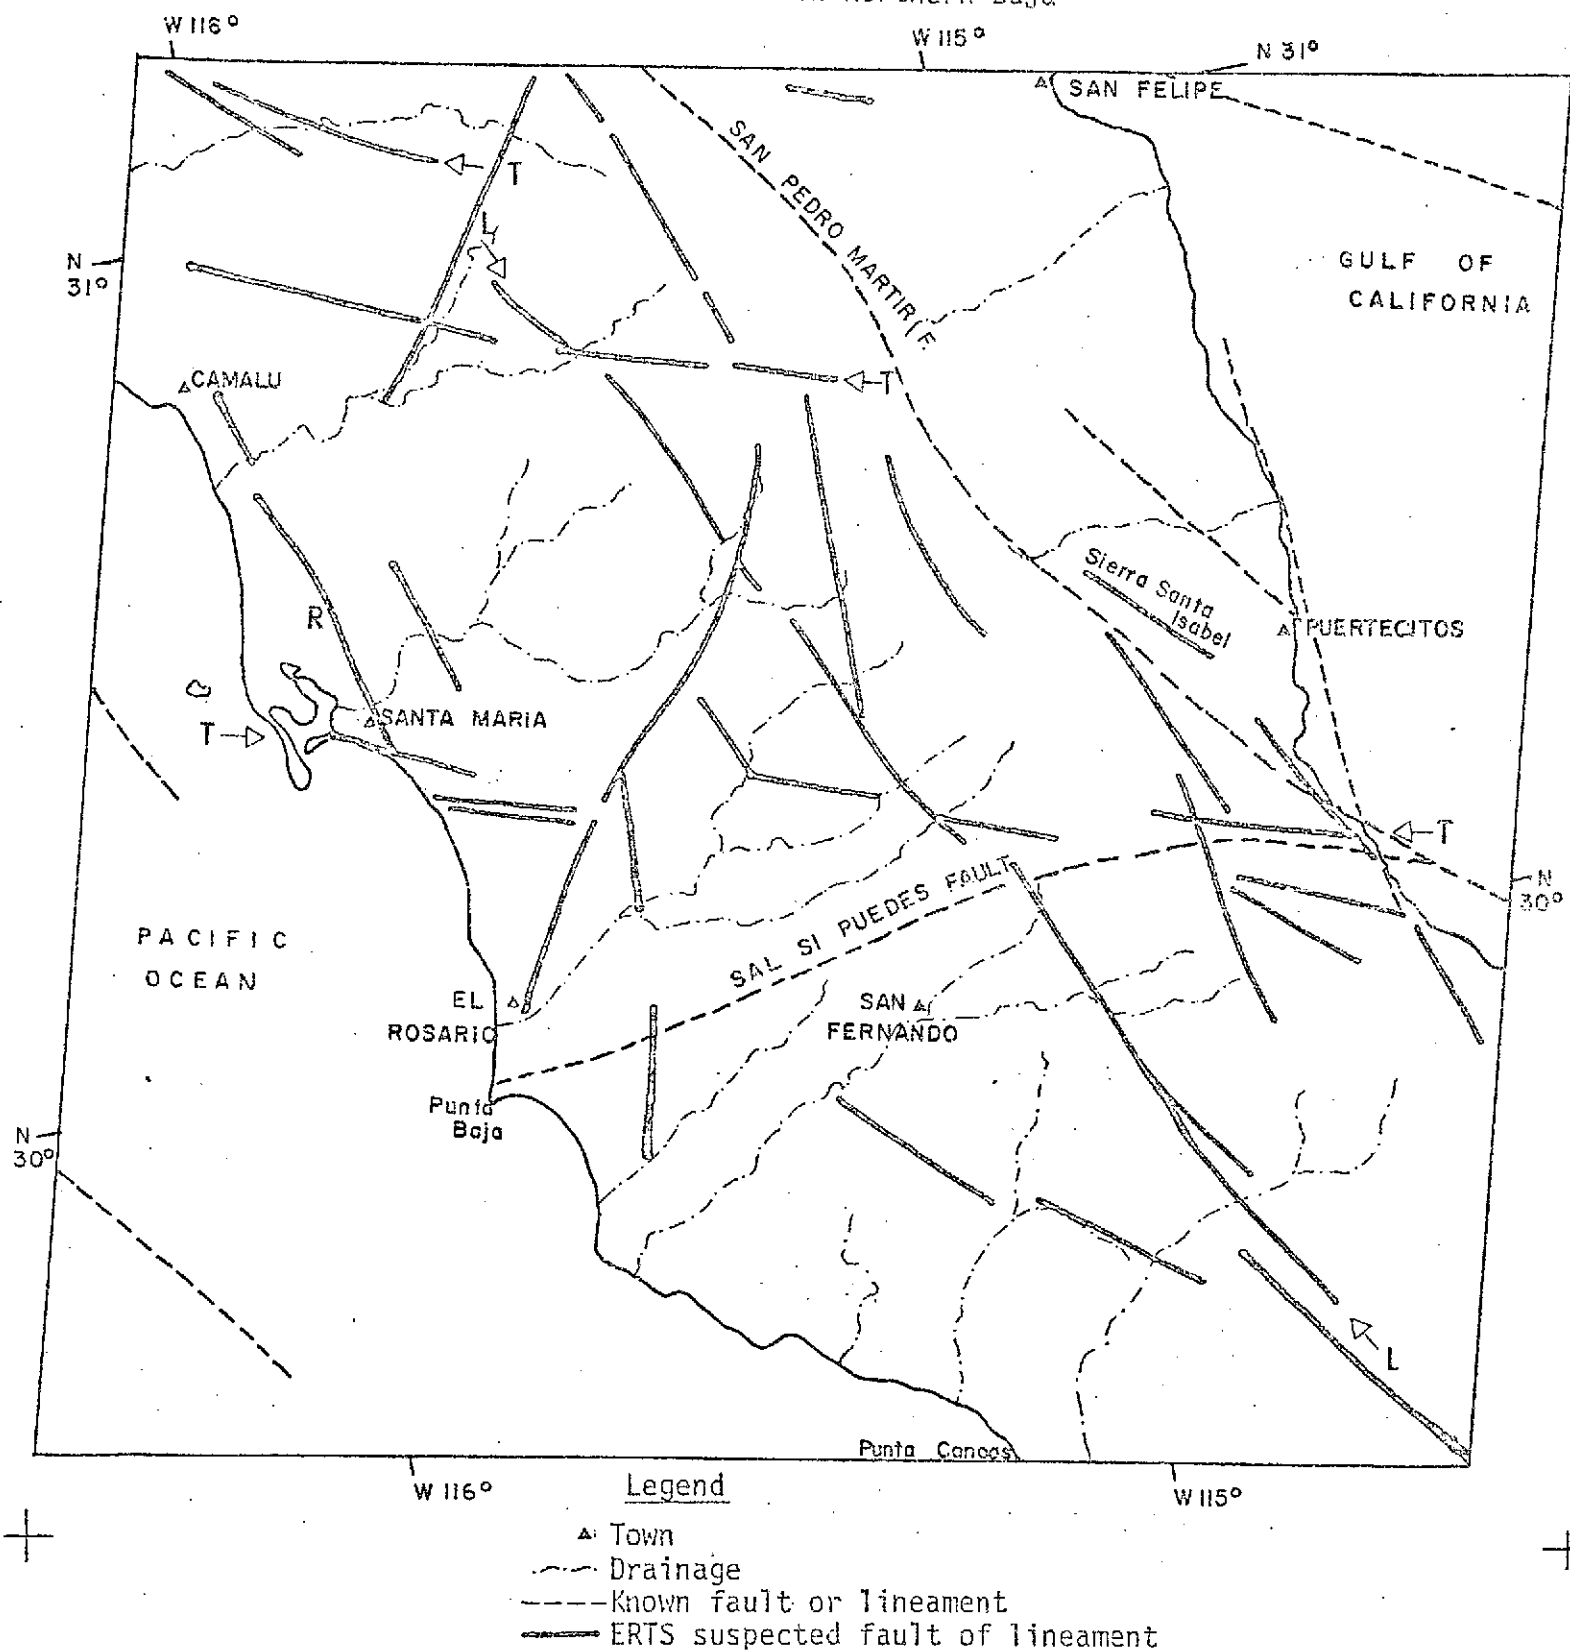 Northern Baja
W 116°
W 115°
N 31°
SAN FELIPE
SAN PEDRO MARTIR F.
T
L
N
31°
GULF OF
CALIFORNIA
CAMALU
T
Sierra Santa
Isabel
R
PUERTECITOS
SANTA MARIA
T
T
N
30°
SAL SI PUEDES FAULT
PACIFIC
OCEAN
EL
ROSARIO
SAN
FERNANDO
Punta
Baja
N
30°
L
Punta Canoas
W 116°
Legend
W 115°
Town
Drainage
Known fault or lineament
ERTS suspected fault of lineament